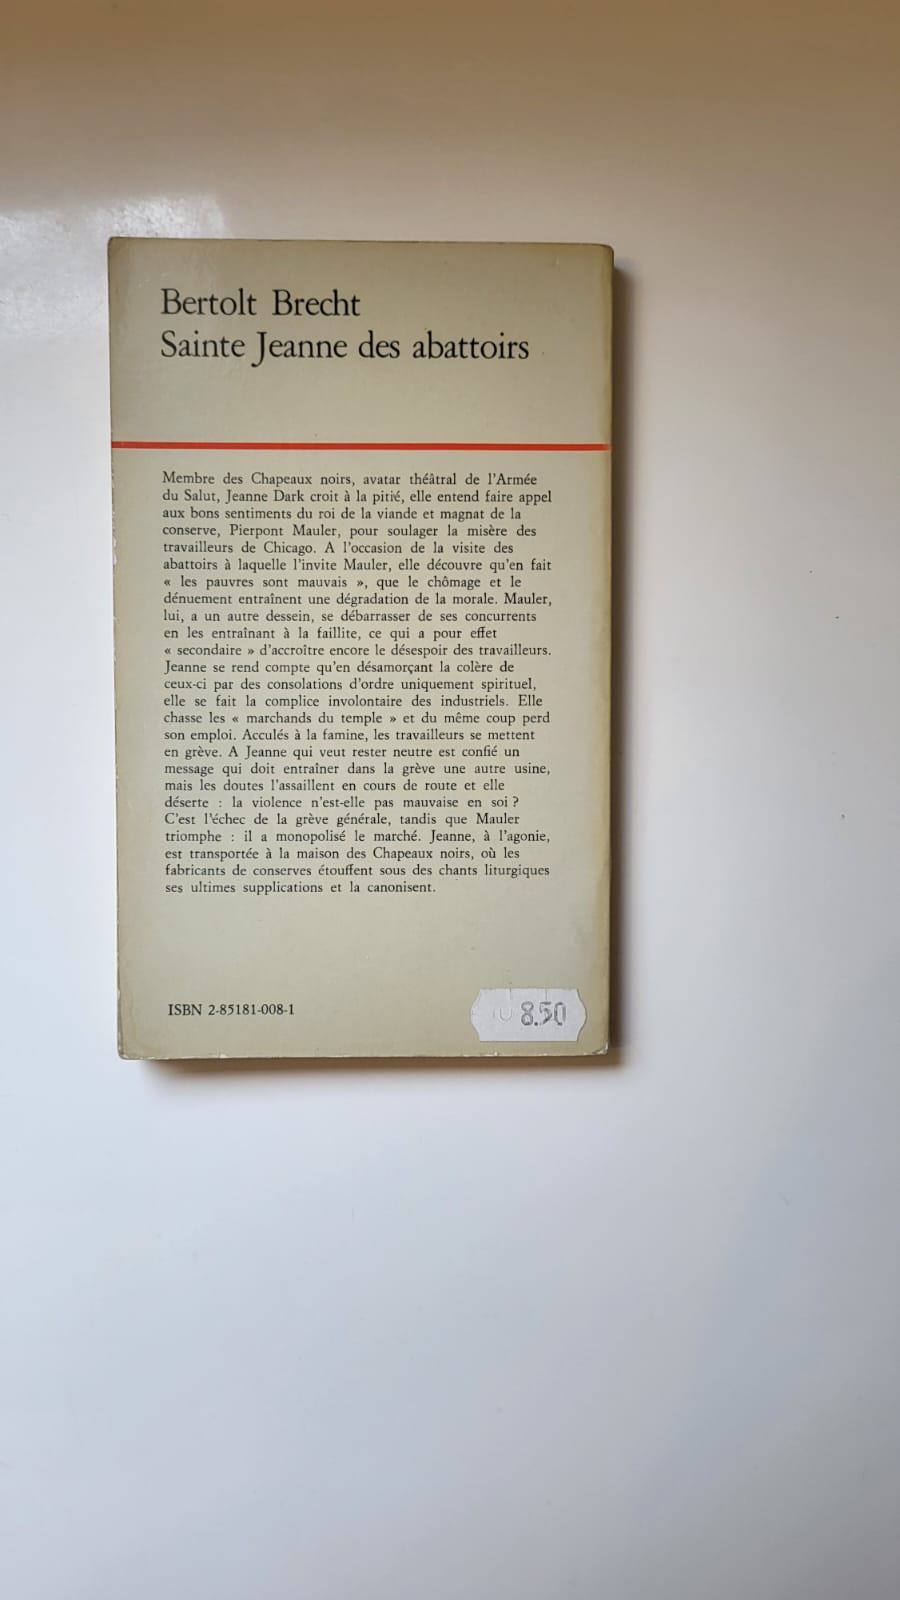 Bertolt Brecht
Sainte Jeanne des abattoirs
Membre des Chapeaux noirs, avatar théâtral de l'Armée
du Salut, Jeanne Dark croit à la pitié, elle entend faire appel
aux bons sentiments du roi de la viande et magnat de la
conserve, Pierpont Mauler, pour soulager la misère des
travailleurs de Chicago. A l'occasion de la visite des
abattoirs à laquelle l'invite Mauler, elle découvre qu'en fait
« les pauvres sont mauvais », que le chômage et le
dénuement entraînent une dégradation de la morale. Mauler,
lui, a un autre dessein, se débarrasser de ses concurrents
en les entraînant à la faillite, ce qui a pour effet
« secondaire » d'accroître encore le désespoir des travailleurs.
Jeanne se rend compte qu'en désamorçant la colère de
ceux-ci par des consolations d'ordre uniquement spirituel,
elle se fait la complice involontaire des industriels. Elle
chasse les « marchands du temple » et du même coup perd
son emploi. Acculés à la famine, les travailleurs se mettent
en grève. A Jeanne qui veut rester neutre est confié un
message qui doit entraîner dans la grève une autre usine,
mais les doutes l'assaillent en cours de route et elle
déserte : la violence n'est-elle pas mauvaise en soi ?
C'est l'échec de la grève générale, tandis que Mauler
triomphe : il a monopolisé le marché. Jeanne, à l'agonie,
est transportée à la maison des Chapeaux noirs, où les
fabricants de conserves étouffent sous des chants liturgiques
ses ultimes supplications et la canonisent.
ISBN 2-85181-008-1
8.50